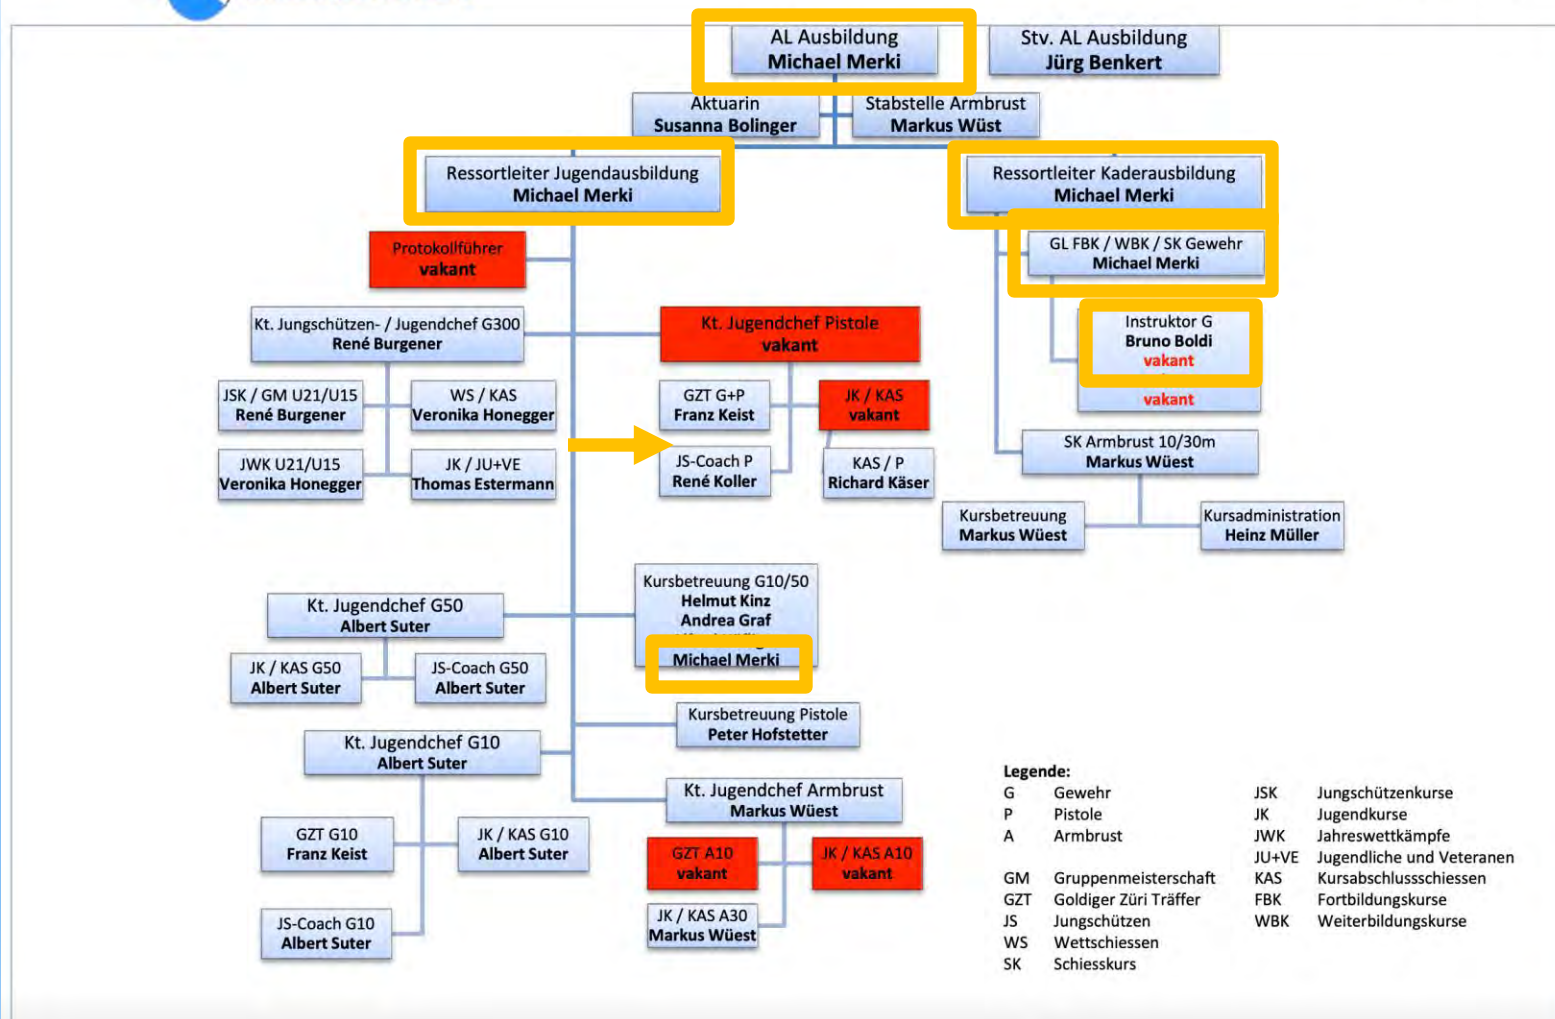 AL Ausbildung
Michael Merki
Stv. AL Ausbildung
Jürg Benkert
Aktuarin
Susanna Bolinger
Stabstelle Armbrust
Markus Wüst
Ressortleiter Jugendausbildung
Michael Merki
Ressortleiter Kaderausbildung
Michael Merki
Protokollführer
vakant
GL FBK / WBK / SK Gewehr
Michael Merki
Kt. Jungschützen- / Jugendchef G300
René Burgener
Kt. Jugendchef Pistole
vakant
Instruktor G
Bruno Boldi
vakant
vakant
JSK / GM U21/U15
René Burgener
WS / KAS
Veronika Honegger
GZT G+P
Franz Keist
JK / KAS
vakant
JWK U21/U15
Veronika Honegger
JK / JU+VE
Thomas Estermann
JS-Coach P
René Koller
KAS / P
Richard Käser
SK Armbrust 10/30m
Markus Wüest
Kursbetreuung
Markus Wüest
Kursadministration
Heinz Müller
Kt. Jugendchef G50
Albert Suter
Kursbetreuung G10/50
Helmut Kinz
Andrea Graf
Michael Merki
JK / KAS G50
Albert Suter
JS-Coach G50
Albert Suter
Kursbetreuung Pistole
Peter Hofstetter
Kt. Jugendchef G10
Albert Suter
Kt. Jugendchef Armbrust
Markus Wüest
GZT G10
Franz Keist
JK / KAS G10
Albert Suter
GZT A10
vakant
JK / KAS A10
vakant
JS-Coach G10
Albert Suter
JK / KAS A30
Markus Wüest
Legende:
G Gewehr
P Pistole
A Armbrust
GM Gruppenmeisterschaft
GZT Goldiger Züri Träffer
JS Jungschützen
WS Wettschiessen
SK Schiesskurs
JSK Jungschützenkurse
JK Jugendkurse
JWK Jahreswettkämpfe
JU+VE Jugendliche und Veteranen
KAS Kursabschlussschiessen
FBK Fortbildungskurse
WBK Weiterbildungskurse